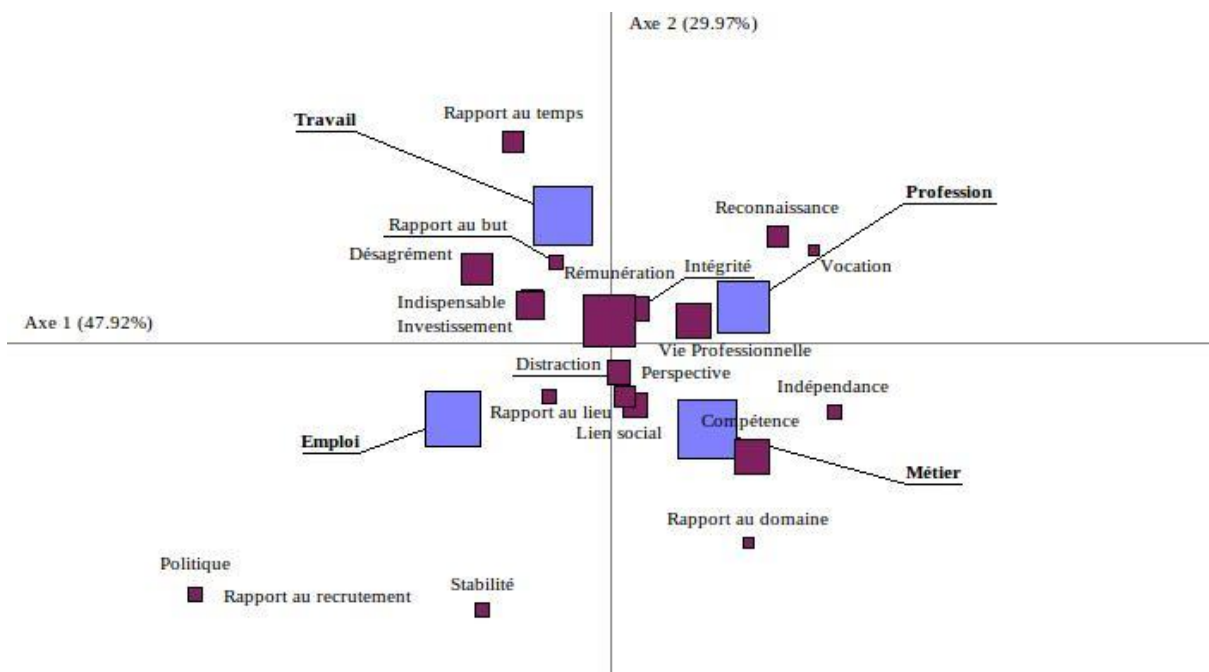 Axe 2 (29.97%)
Rapport au temps
Travail
Profession
Reconnaissance
Rapport au but
Désagrément
Rémunération
Intégrité
Vocation
Indispensable
Investissement
Axe 1 (47.92%)
Vie Professionnelle
Distraction
Perspective
Indépendance
Rapport au lieu
Compétence
Lien social
Emploi
Métier
Rapport au domaine
Politique
Stabilité
Rapport au recrutement